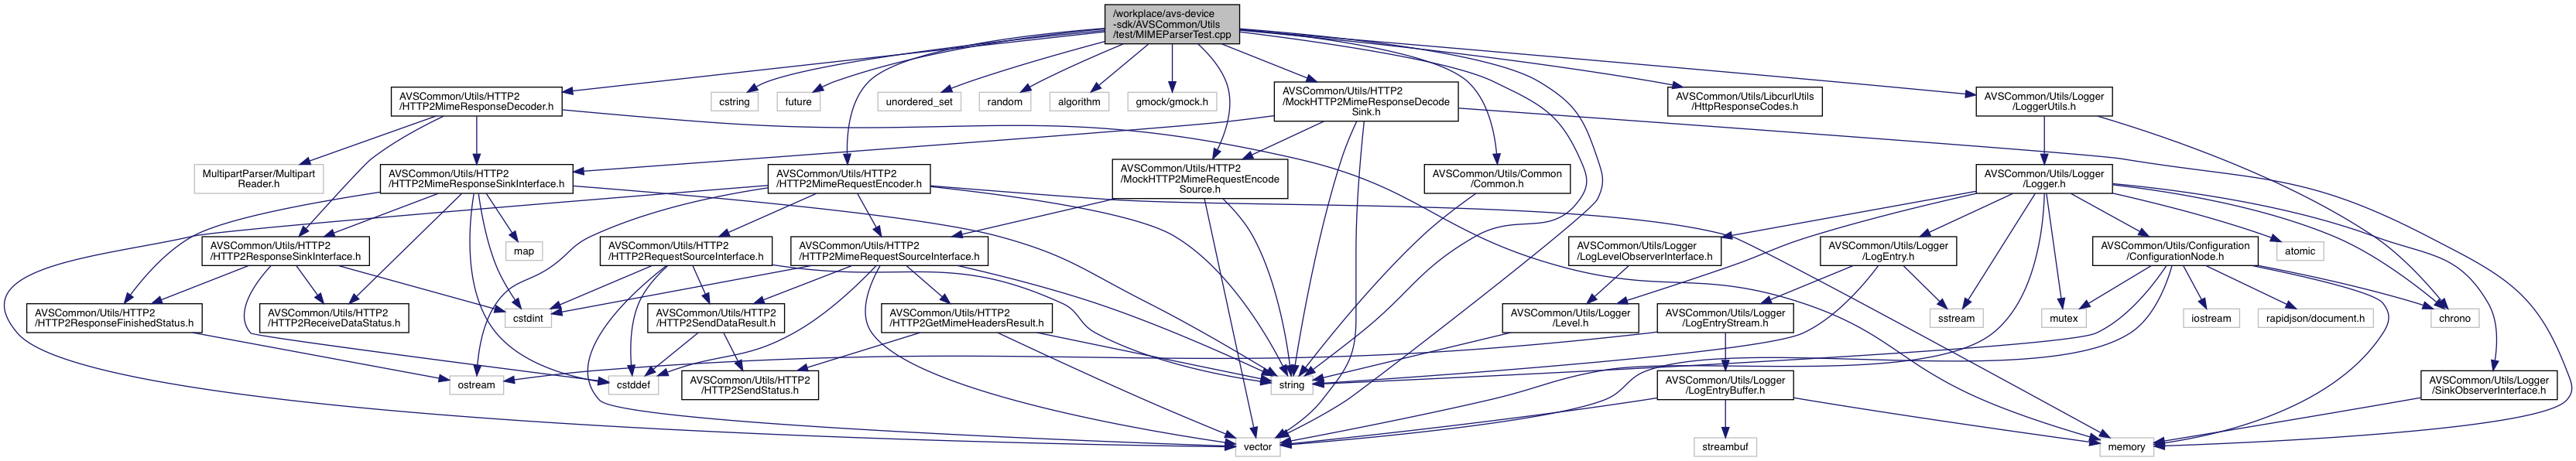 /workplace/avs-device
-sdk/AVSCommon/Utils
/test/MIMEParserTest.cpp
AVSCommon/Utils/HTTP2
/HTTP2MimeResponseDecoder.h
cstring
future
unordered_set
random
algorithm
gmock/gmock.h
AVSCommon/Utils/HTTP2
/MockHTTP2MimeResponseDecode
Sink.h
AVSCommon/Utils/LibcurlUtils
/HttpResponseCodes.h
AVSCommon/Utils/Logger
/LoggerUtils.h
MultipartParser/Multipart
Reader.h
AVSCommon/Utils/HTTP2
/HTTP2MimeResponseSinkInterface.h
AVSCommon/Utils/HTTP2
/HTTP2MimeRequestEncoder.h
AVSCommon/Utils/HTTP2
/MockHTTP2MimeRequestEncode
Source.h
AVSCommon/Utils/Common
/Common.h
AVSCommon/Utils/Logger
/Logger.h
AVSCommon/Utils/HTTP2
/HTTP2ResponseSinkInterface.h
map
AVSCommon/Utils/HTTP2
/HTTP2RequestSourceInterface.h
AVSCommon/Utils/HTTP2
/HTTP2MimeRequestSourceInterface.h
AVSCommon/Utils/Logger
/LogLevelObserverInterface.h
AVSCommon/Utils/Logger
/LogEntry.h
AVSCommon/Utils/Configuration
/ConfigurationNode.h
atomic
AVSCommon/Utils/HTTP2
/HTTP2ResponseFinishedStatus.h
AVSCommon/Utils/HTTP2
/HTTP2ReceiveDataStatus.h
cstdint
AVSCommon/Utils/HTTP2
/HTTP2SendDataResult.h
AVSCommon/Utils/HTTP2
/HTTP2GetMimeHeadersResult.h
AVSCommon/Utils/Logger
/Level.h
AVSCommon/Utils/Logger
/LogEntryStream.h
sstream
mutex
iostream
rapidjson/document.h
chrono
ostream
cstddef
AVSCommon/Utils/HTTP2
/HTTP2SendStatus.h
string
AVSCommon/Utils/Logger
/LogEntryBuffer.h
AVSCommon/Utils/Logger
/SinkObserverInterface.h
vector
streambuf
memory